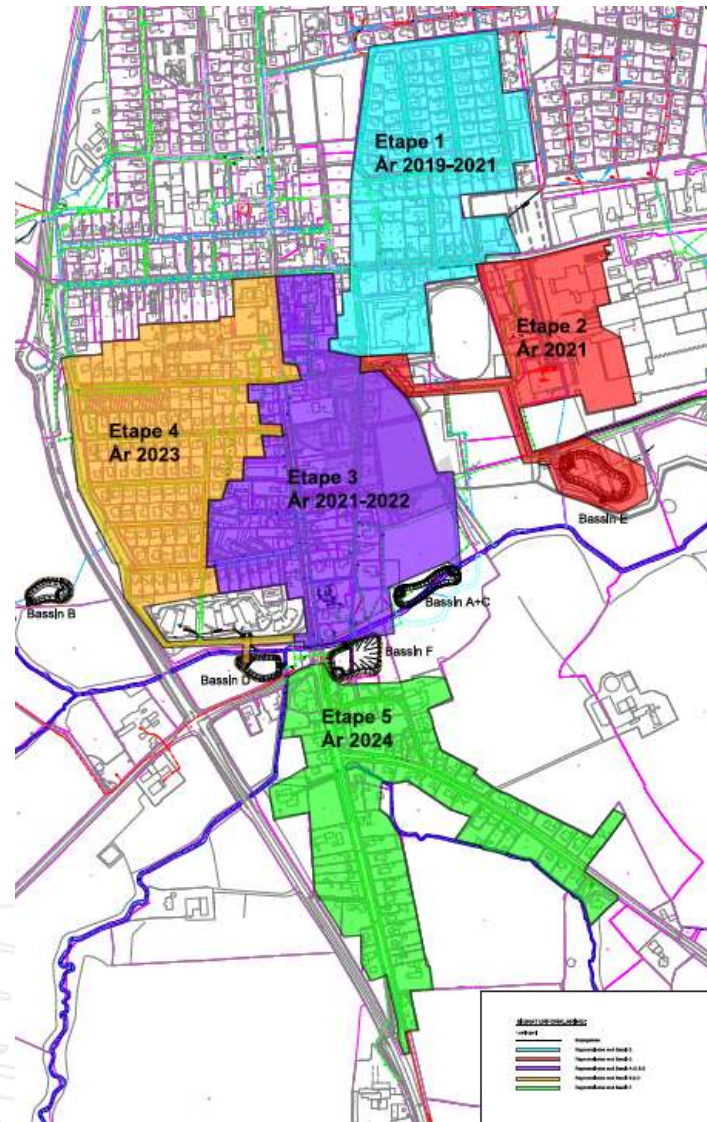 Etape 1
År 2019-2021
Etape 2
År 2021
Etape 4
År 2023
Etape 3
År 2021-2022
Bassin E
Bassin A+C
Bassin B
Bassin F
Bassin D
Etape 5
År 2024
SIGNATURFORKLARING: